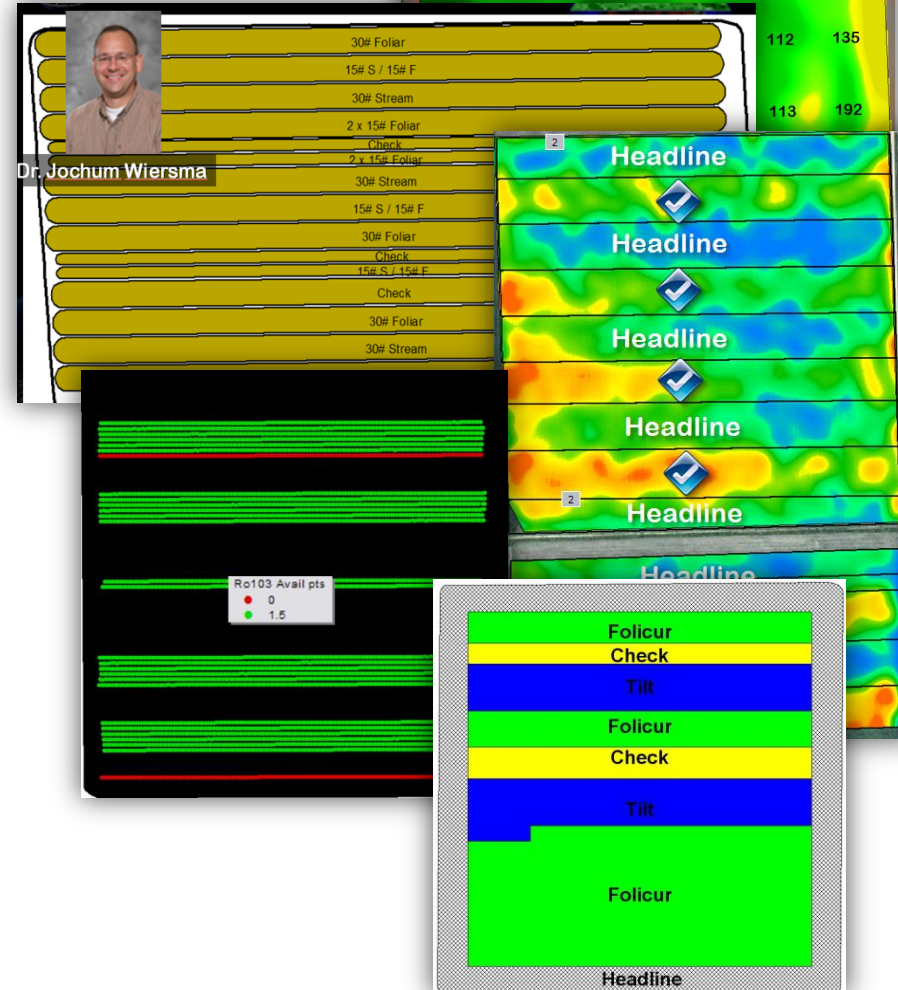 30# Foliar
15# S / 15# F
30# Stream
2 x 15# Foliar
Check
2 x 15# Foliar
30# Stream
15# S / 15# F
30# Foliar
Check
15# S / 15# F
Check
30# Foliar
30# Stream
Dr. Jochum Wiersma
112 135
113 192
2
Headline
Headline
Headline
Headline
2
Headline
Headline
Ro103 Avail pts
0
1.5
Folicur
Check
Tilt
Folicur
Check
Tilt
Folicur
Headline